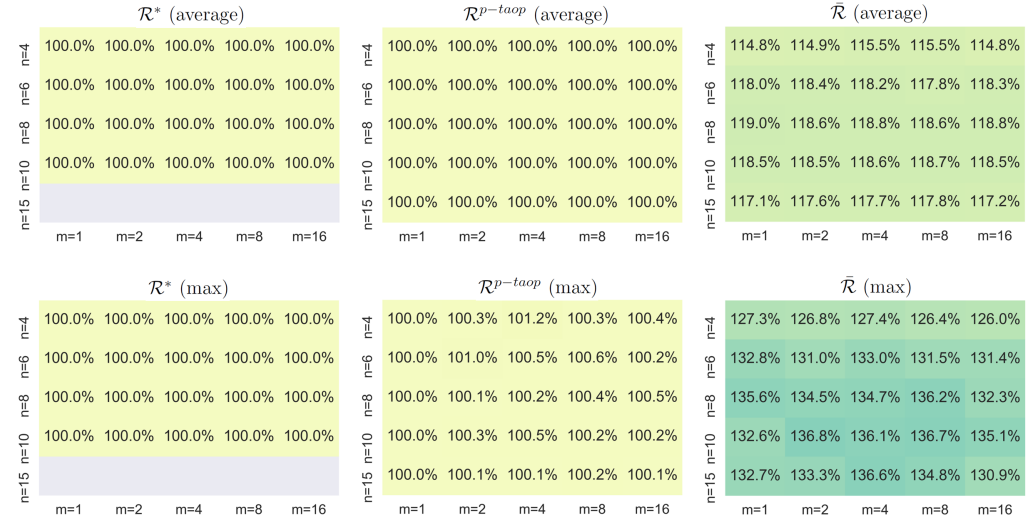 R* (average)
n=4 100.0% 100.0% 100.0% 100.0% 100.0%
n=6 100.0% 100.0% 100.0% 100.0% 100.0%
n=8 100.0% 100.0% 100.0% 100.0% 100.0%
n=10 100.0% 100.0% 100.0% 100.0% 100.0%
n=15
m=1 m=2 m=4 m=8 m=16
R^p−taop (average)
n=4 100.0% 100.0% 100.0% 100.0% 100.0%
n=6 100.0% 100.0% 100.0% 100.0% 100.0%
n=8 100.0% 100.0% 100.0% 100.0% 100.0%
n=10 100.0% 100.0% 100.0% 100.0% 100.0%
n=15 100.0% 100.0% 100.0% 100.0% 100.0%
m=1 m=2 m=4 m=8 m=16
R̄ (average)
n=4 114.8% 114.9% 115.5% 115.5% 114.8%
n=6 118.0% 118.4% 118.2% 117.8% 118.3%
n=8 119.0% 118.6% 118.8% 118.6% 118.8%
n=10 118.5% 118.5% 118.6% 118.7% 118.5%
n=15 117.1% 117.6% 117.7% 117.8% 117.2%
m=1 m=2 m=4 m=8 m=16
R* (max)
n=4 100.0% 100.0% 100.0% 100.0% 100.0%
n=6 100.0% 100.0% 100.0% 100.0% 100.0%
n=8 100.0% 100.0% 100.0% 100.0% 100.0%
n=10 100.0% 100.0% 100.0% 100.0% 100.0%
n=15
m=1 m=2 m=4 m=8 m=16
R^p−taop (max)
n=4 100.0% 100.3% 101.2% 100.3% 100.4%
n=6 100.0% 101.0% 100.5% 100.6% 100.2%
n=8 100.0% 100.1% 100.2% 100.4% 100.5%
n=10 100.0% 100.3% 100.5% 100.2% 100.2%
n=15 100.0% 100.1% 100.1% 100.2% 100.1%
m=1 m=2 m=4 m=8 m=16
R̄ (max)
n=4 127.3% 126.8% 127.4% 126.4% 126.0%
n=6 132.8% 131.0% 133.0% 131.5% 131.4%
n=8 135.6% 134.5% 134.7% 136.2% 132.3%
n=10 132.6% 136.8% 136.1% 136.7% 135.1%
n=15 132.7% 133.3% 136.6% 134.8% 130.9%
m=1 m=2 m=4 m=8 m=16